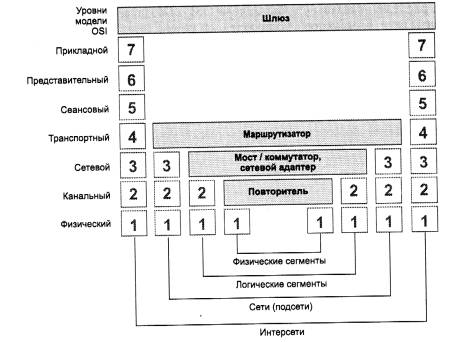 Уровни
модели
OSI
Шлюз
Прикладной 7 7
Представительный 6 6
Сеансовый 5 5
Транспортный 4 Маршрутизатор 4
Сетевой 3 3 Мост / коммутатор, 3 3
сетевой адаптер
Канальный 2 2 2 Повторитель 2 2 2
Физический 1 1 1 1 1 1 1 1
Физические сегменты
Логические сегменты
Сети (подсети)
Интерсети